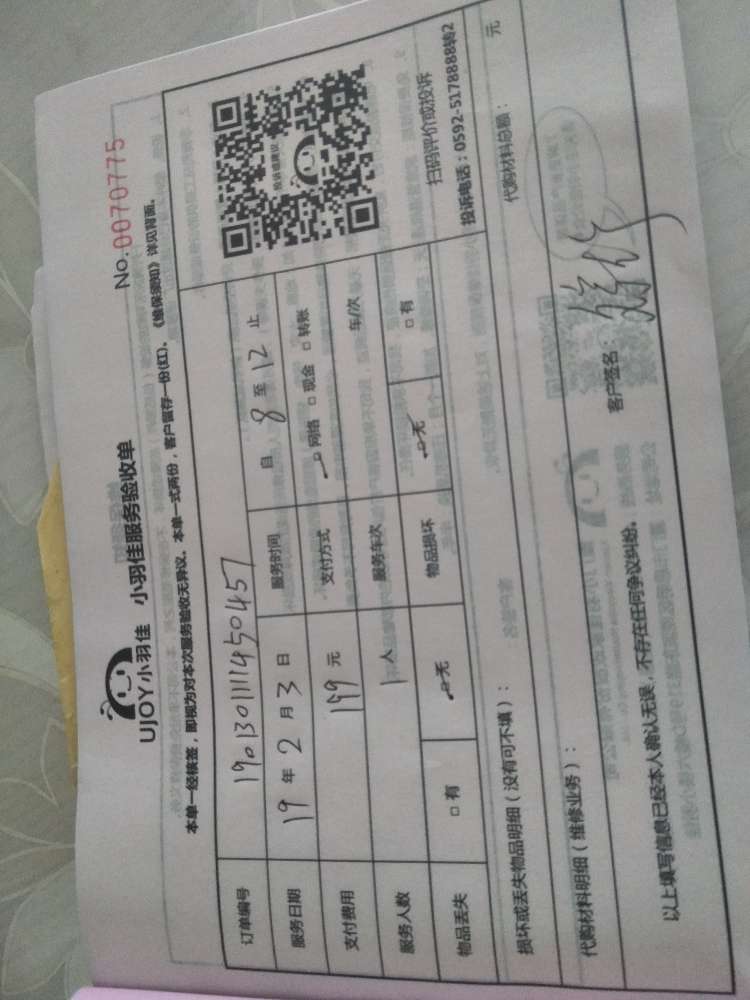 No. 0070775
UJOY小羽佳 小羽佳服务验收单
本单一经核签，即视为对本次服务验收无异议。本单一式两份，客户留存一份(红)。《维保须知》详见背面。
订单编号 190130111450457 自 8 至 12 止
服务日期 19 年 2 月 3 日 服务时间
支付费用 199 元 支付方式 网络 □现金 □转账
服务人数 1 人 服务车次 车/次
物品丢失 □有 无 物品损坏 无 □有
投诉或建议
扫码评价或投诉
投诉电话：0592-5178888转2
损坏或丢失物品明细（没有可不填）：
代购材料明细（维修业务）： 代购材料总额： 元
以上填写信息已经本人确认无误，不存在任何争议纠纷。 客户签名：